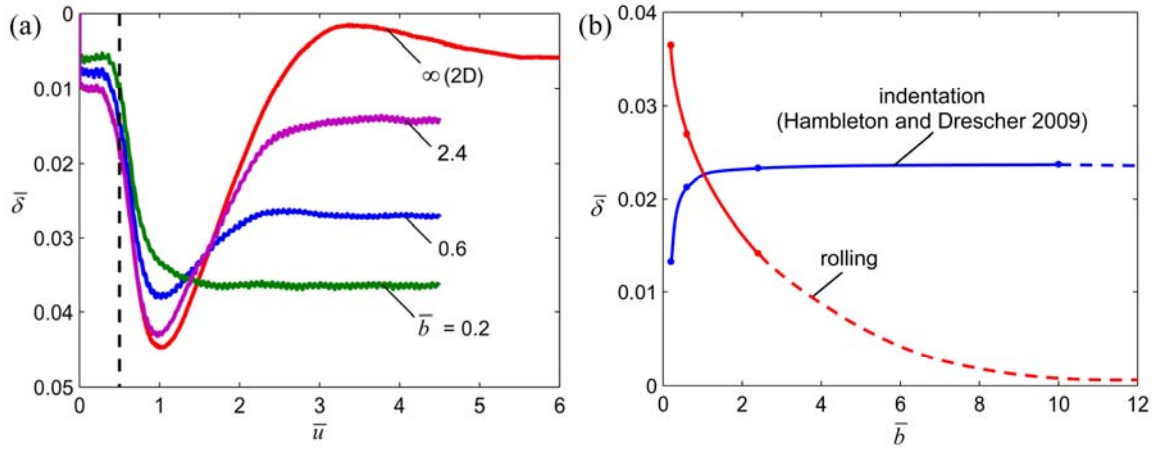 (a)
0
0.01
0.02
0.03
0.04
0.05
δ̄
0 1 2 3 4 5 6
ū
∞ (2D)
2.4
0.6
b̄ = 0.2
(b)
0.04
0.03
0.02
0.01
0
δ̄
0 2 4 6 8 10 12
b̄
indentation
(Hambleton and Drescher 2009)
rolling